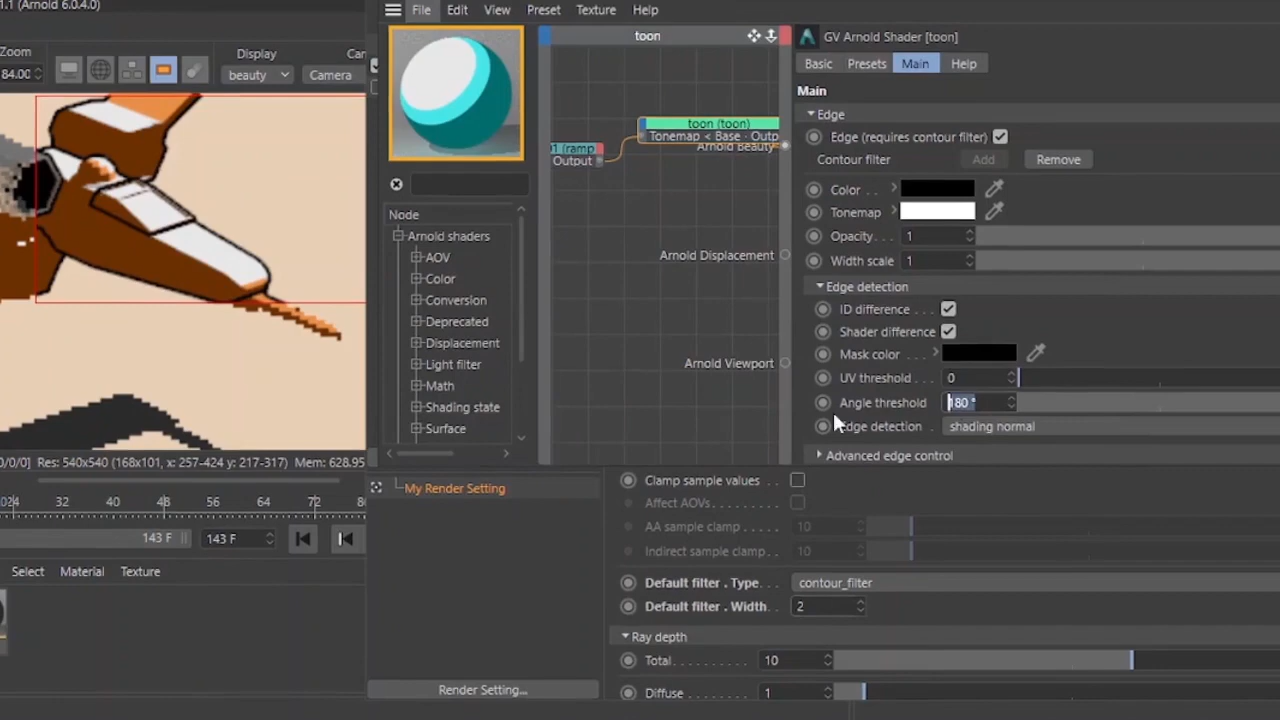 .1 (Arnold 6.0.4.0)
Zoom
84.00
Display
beauty
Camera
File Edit View Preset Texture Help
toon
toon (toon)
Tonemap < Base · Outp
Arnold Beauty
01 (ramp
Output
Node
Arnold shaders
AOV
Color
Conversion
Deprecated
Displacement
Light filter
Math
Shading state
Surface
Arnold Displacement
Arnold Viewport
GV Arnold Shader [toon]
Basic Presets Main Help
Main
Edge
Edge (requires contour filter)
Contour filter Add Remove
Color . .
Tonemap
Opacity. . . 1
Width scale 1
Edge detection
ID difference . . .
Shader difference
Mask color . . .
UV threshold . . . 0
Angle threshold 180 °
Edge detection . shading normal
Advanced edge control
[0/0/0] Res: 540x540 (168x101, x: 257-424 y: 217-317) Mem: 628.95
24 32 40 48 56 64 72 8
143 F 143 F
Select Material Texture
My Render Setting
Render Setting...
Clamp sample values . .
Affect AOVs . . . . . . . .
AA sample clamp . . . . . 10
Indirect sample clamp. . 10
Default filter . Type. . . contour_filter
Default filter . Width. . 2
Ray depth
Total . . . . . . . . . 10
Diffuse . . . . . . . 1